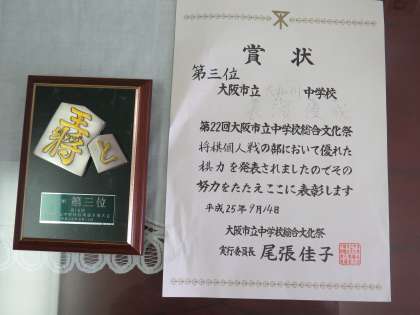 賞状
第三位
大阪市立 中学校
第22回大阪市立中学校総合文化祭
将棋個人戦の部において優れた
棋力を発表されましたのでその
努力をたたえここに表彰します
平成25年9月14日
大阪市立中学校総合文化祭
実行委員長 尾張佳子
王将
と
第三位